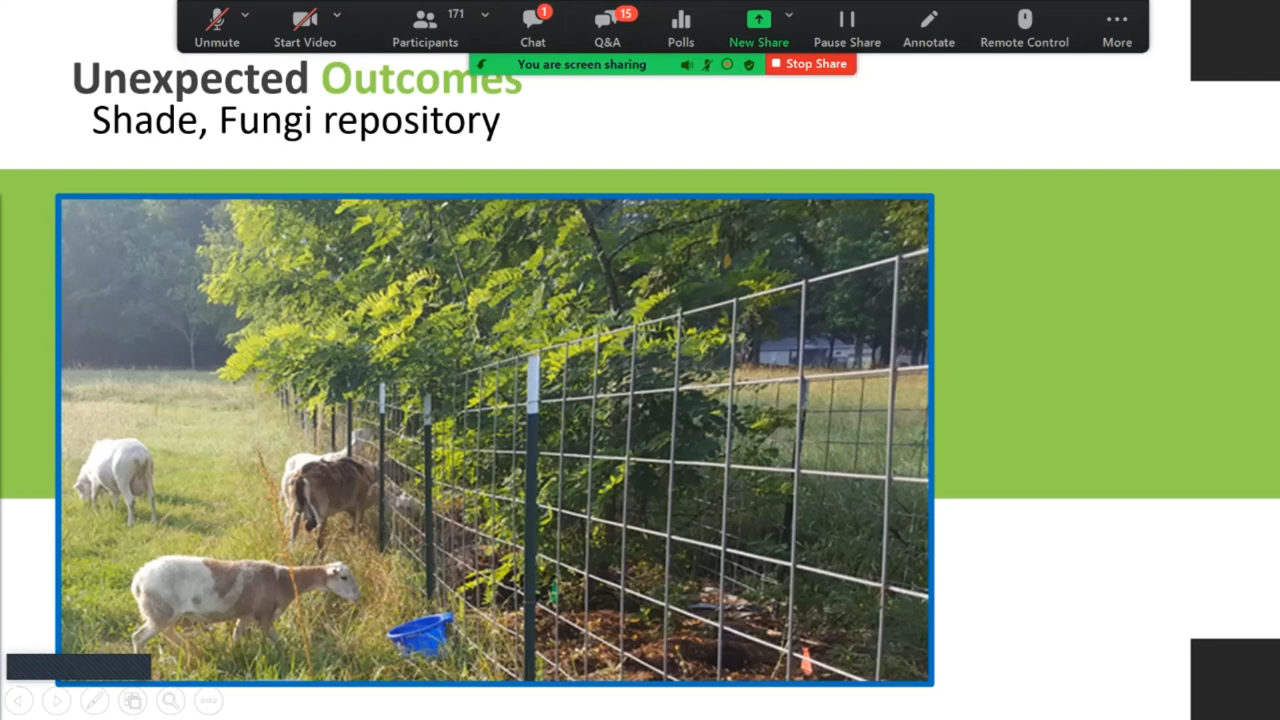 171
1
15
Unmute
Start Video
Participants
Chat
Q&A
Polls
New Share
Pause Share
Annotate
Remote Control
More
You are screen sharing
Stop Share
Unexpected Outcomes
Shade, Fungi repository